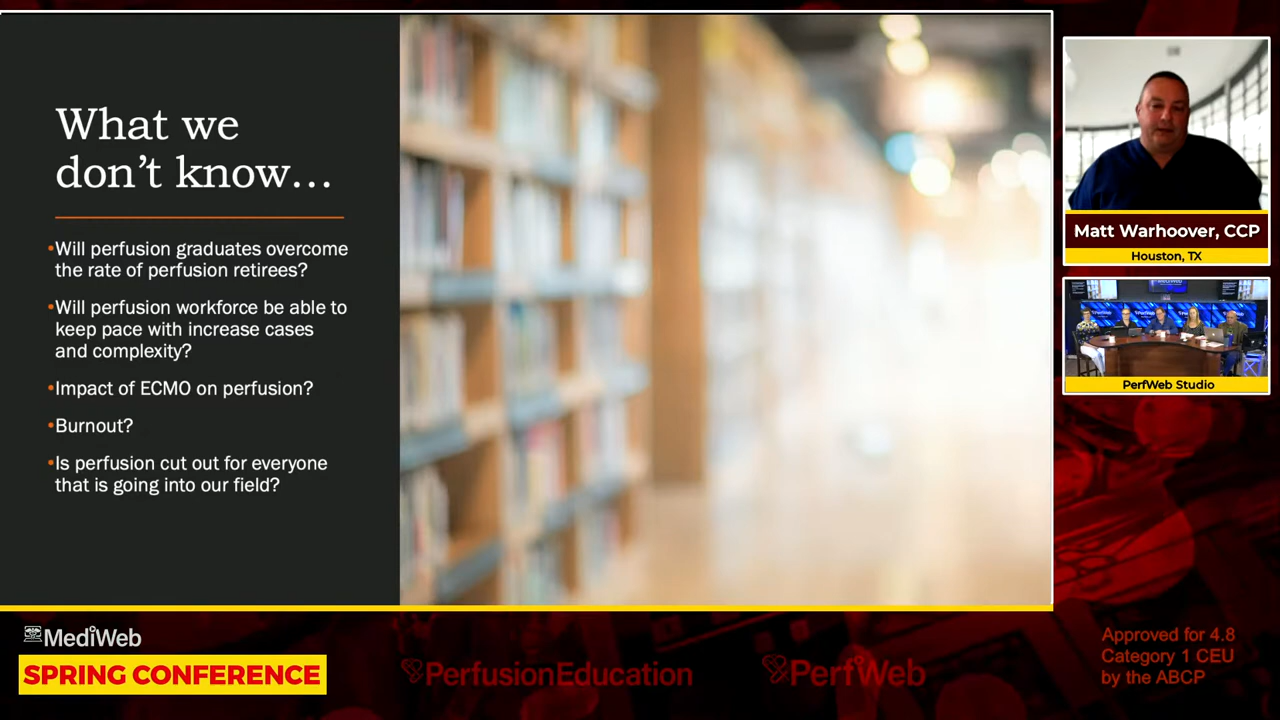 What we
don't know...
•Will perfusion graduates overcome
the rate of perfusion retirees?
•Will perfusion workforce be able to
keep pace with increase cases
and complexity?
•Impact of ECMO on perfusion?
•Burnout?
•Is perfusion cut out for everyone
that is going into our field?
Matt Warhoover, CCP
Houston, TX
PerfWeb Studio
MediWeb
SPRING CONFERENCE
PerfusionEducation
PerfWeb
Approved for 4.8
Category 1 CEU
by the ABCP